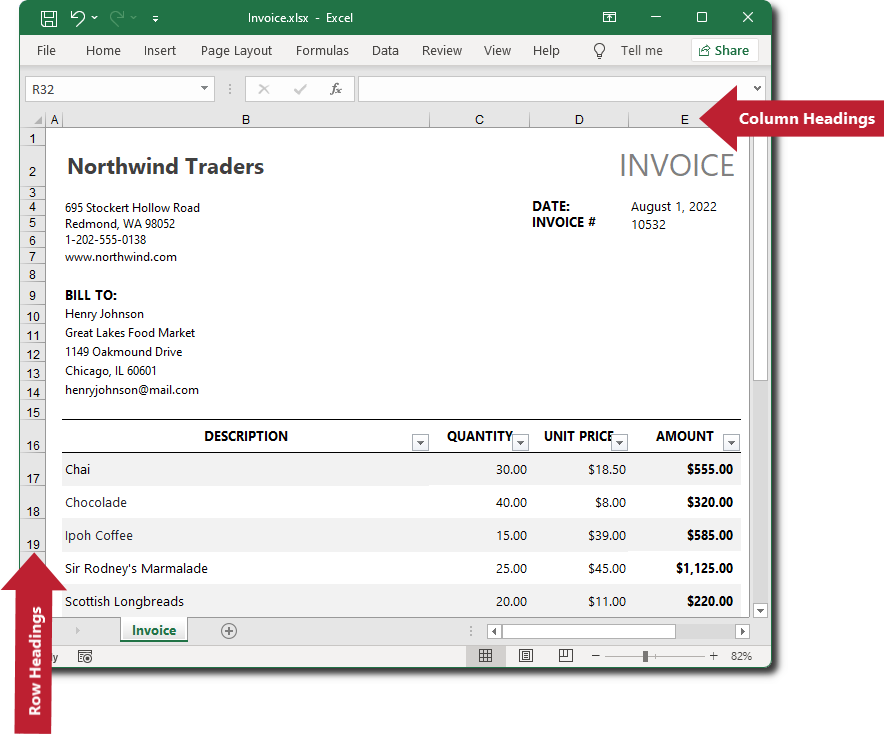 Invoice.xlsx - Excel
File Home Insert Page Layout Formulas Data Review View Help Tell me Share
R32 fx
A B C D E
Column Headings
1
2 Northwind Traders INVOICE
3
4 695 Stockert Hollow Road DATE: August 1, 2022
5 Redmond, WA 98052 INVOICE # 10532
6 1-202-555-0138
7 www.northwind.com
8
9 BILL TO:
10 Henry Johnson
11 Great Lakes Food Market
12 1149 Oakmound Drive
13 Chicago, IL 60601
14 henryjohnson@mail.com
15
16 DESCRIPTION QUANTITY UNIT PRICE AMOUNT
17 Chai 30.00 $18.50 $555.00
18 Chocolade 40.00 $8.00 $320.00
19 Ipoh Coffee 15.00 $39.00 $585.00
Sir Rodney's Marmalade 25.00 $45.00 $1,125.00
Scottish Longbreads 20.00 $11.00 $220.00
Row Headings
Invoice
82%